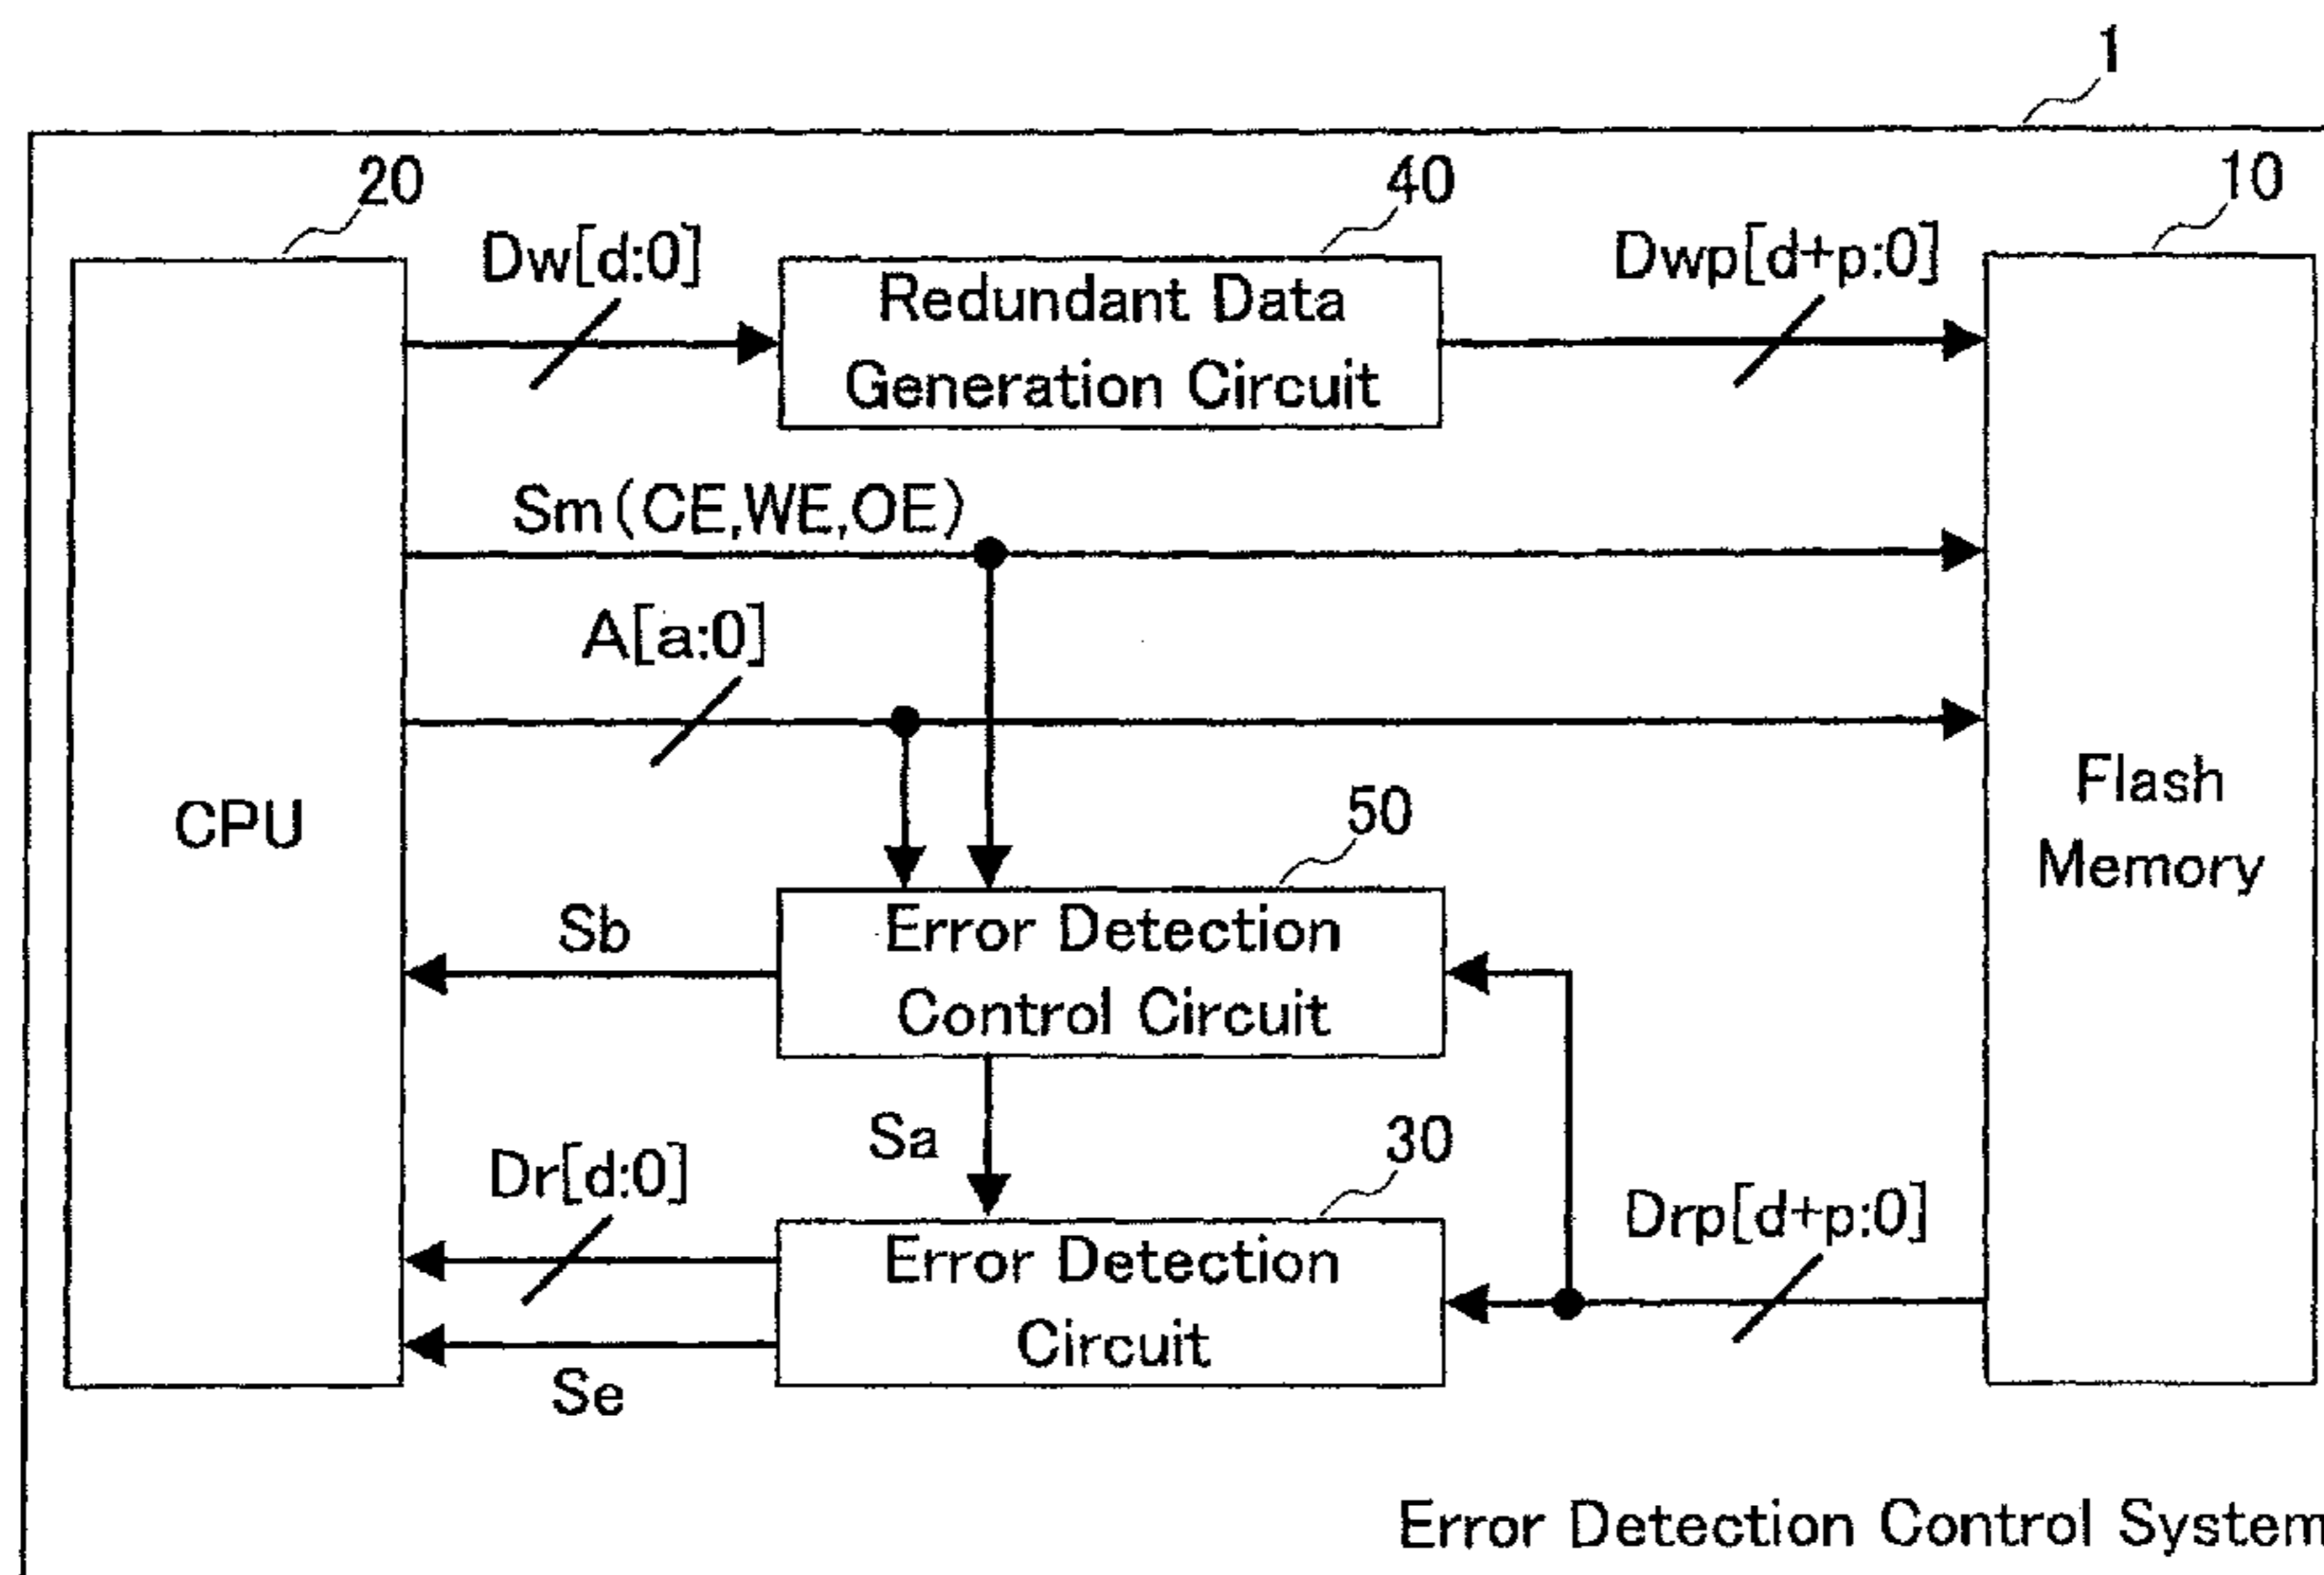 1
20
40
10
Dw[d:0]
Redundant Data
Generation Circuit
Dwp[d+p:0]
Sm(CE,WE,OE)
A[a:0]
CPU
Flash
Memory
50
Sb
Error Detection
Control Circuit
Sa
30
Dr[d:0]
Error Detection
Circuit
Drp[d+p:0]
Se
Error Detection Control System